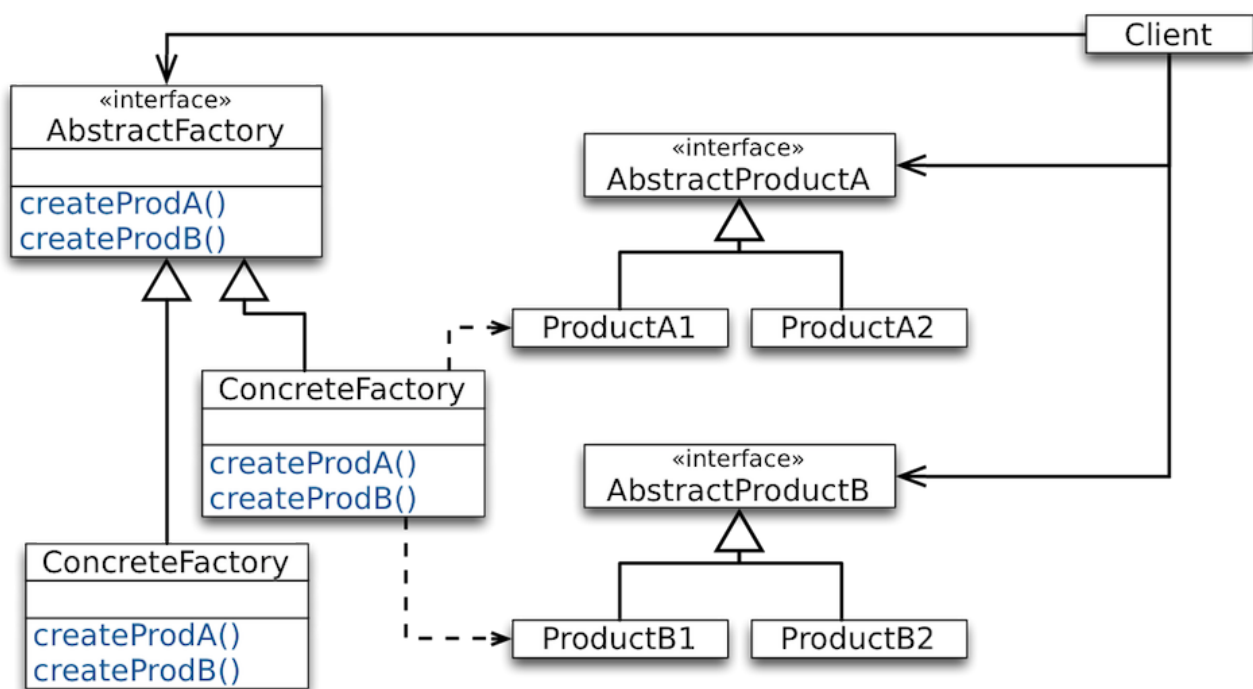 Client
«interface»
AbstractFactory
createProdA()
createProdB()
«interface»
AbstractProductA
ProductA1
ProductA2
ConcreteFactory
createProdA()
createProdB()
«interface»
AbstractProductB
ConcreteFactory
createProdA()
createProdB()
ProductB1
ProductB2